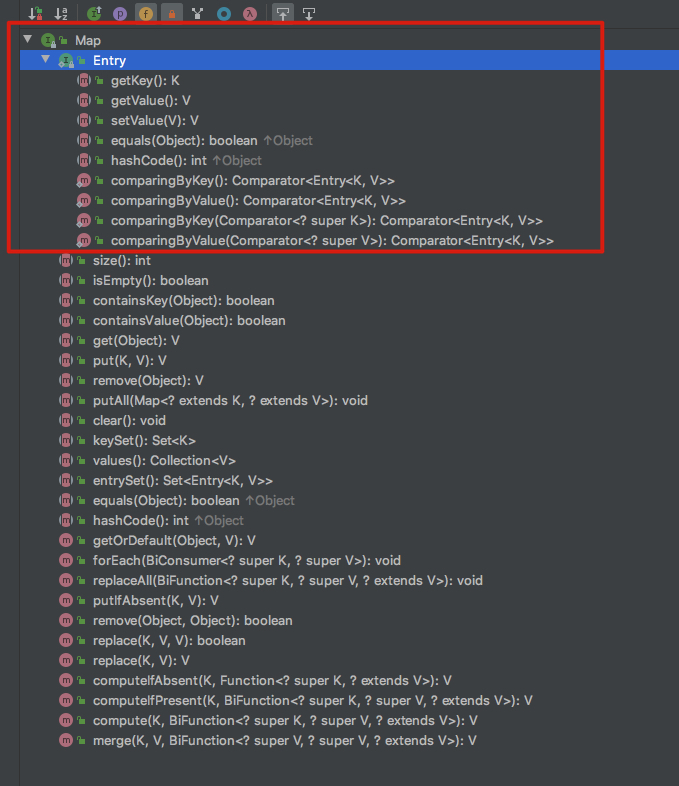 Map
Entry
getKey(): K
getValue(): V
setValue(V): V
equals(Object): boolean ↑Object
hashCode(): int ↑Object
comparingByKey(): Comparator<Entry<K, V>>
comparingByValue(): Comparator<Entry<K, V>>
comparingByKey(Comparator<? super K>): Comparator<Entry<K, V>>
comparingByValue(Comparator<? super V>): Comparator<Entry<K, V>>
size(): int
isEmpty(): boolean
containsKey(Object): boolean
containsValue(Object): boolean
get(Object): V
put(K, V): V
remove(Object): V
putAll(Map<? extends K, ? extends V>): void
clear(): void
keySet(): Set<K>
values(): Collection<V>
entrySet(): Set<Entry<K, V>>
equals(Object): boolean ↑Object
hashCode(): int ↑Object
getOrDefault(Object, V): V
forEach(BiConsumer<? super K, ? super V>): void
replaceAll(BiFunction<? super K, ? super V, ? extends V>): void
putIfAbsent(K, V): V
remove(Object, Object): boolean
replace(K, V, V): boolean
replace(K, V): V
computeIfAbsent(K, Function<? super K, ? extends V>): V
computeIfPresent(K, BiFunction<? super K, ? super V, ? extends V>): V
compute(K, BiFunction<? super K, ? super V, ? extends V>): V
merge(K, V, BiFunction<? super V, ? super V, ? extends V>): V